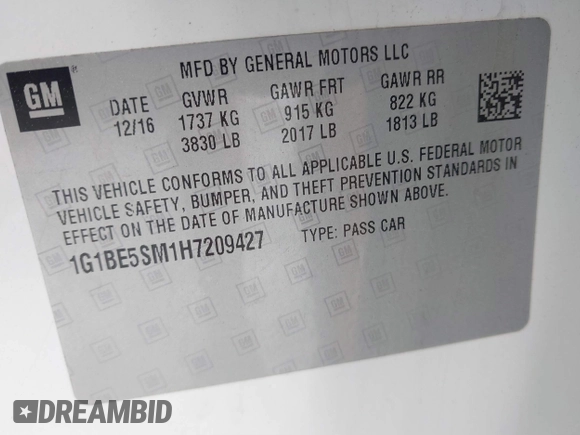 GM
MFD BY GENERAL MOTORS LLC
DATE GVWR GAWR FRT GAWR RR
12/16 1737 KG 915 KG 822 KG
3830 LB 2017 LB 1813 LB
THIS VEHICLE CONFORMS TO ALL APPLICABLE U.S. FEDERAL MOTOR
VEHICLE SAFETY, BUMPER, AND THEFT PREVENTION STANDARDS IN
EFFECT ON THE DATE OF MANUFACTURE SHOWN ABOVE.
1G1BE5SM1H7209427 TYPE: PASS CAR
DREAMBID